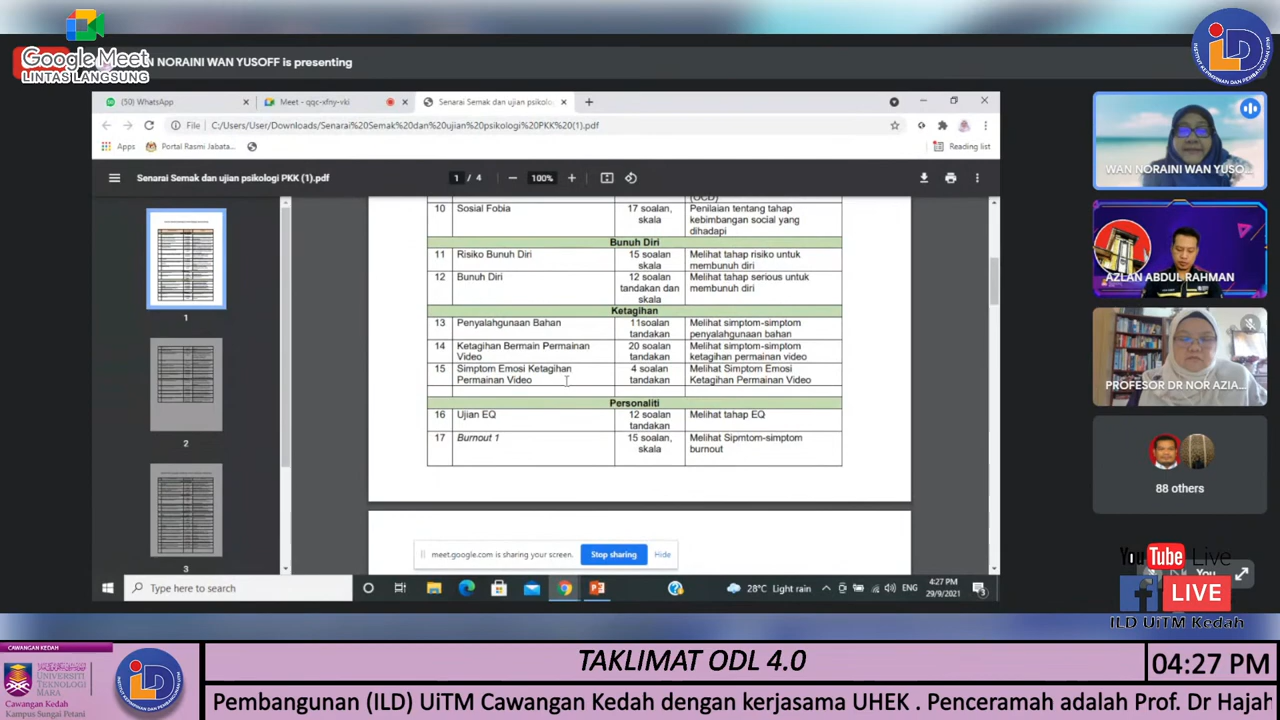 Google Meet
LINTAS LANGSUNG
N NORAINI WAN YUSOFF is presenting
(50) WhatsApp
Meet - qqc-xfny-vki
Senarai Semak dan ujian psikolo
File
C:/Users/User/Downloads/Senarai%20Semak%20dan%20ujian%20psikologi%20PKK%20(1).pdf
Apps
Portal Rasmi Jabata...
Reading list
Senarai Semak dan ujian psikologi PKK (1).pdf
1 / 4
100%
1
2
3
(OCD)
10 Sosial Fobia 17 soalan, Penilaian tentang tahap
skala kebimbangan social yang
dihadapi
Bunuh Diri
11 Risiko Bunuh Diri 15 soalan Melihat tahap risiko untuk
skala membunuh diri
12 Bunuh Diri 12 soalan Melihat tahap serious untuk
tandakan dan membunuh diri
skala
Ketagihan
13 Penyalahgunaan Bahan 11soalan Melihat simptom-simptom
tandakan penyalahgunaan bahan
14 Ketagihan Bermain Permainan 20 soalan Melihat simptom-simptom
Video tandakan ketagihan permainan video
15 Simptom Emosi Ketagihan 4 soalan Melihat Simptom Emosi
Permainan Video tandakan Ketagihan Permainan Video
Personaliti
16 Ujian EQ 12 soalan Melihat tahap EQ
tandakan
17 Burnout 1 15 soalan, Melihat Sipmtom-simptom
skala burnout
meet.google.com is sharing your screen.
Stop sharing
Hide
Type here to search
28°C Light rain
ENG
4:27 PM
29/9/2021
3
WAN NORAINI WAN YUSO...
AZLAN ABDUL RAHMAN
PROFESOR DR NOR AZIA...
88 others
You
YouTube Live
LIVE
ILD UiTM Kedah
iLD
CAWANGAN KEDAH
UNIVERSITI
TEKNOLOGI
MARA
Cawangan Kedah
Kampus Sungai Petani
iLD
TAKLIMAT ODL 4.0
04:27 PM
Pembangunan (ILD) UiTM Cawangan Kedah dengan kerjasama UHEK . Penceramah adalah Prof. Dr Hajah